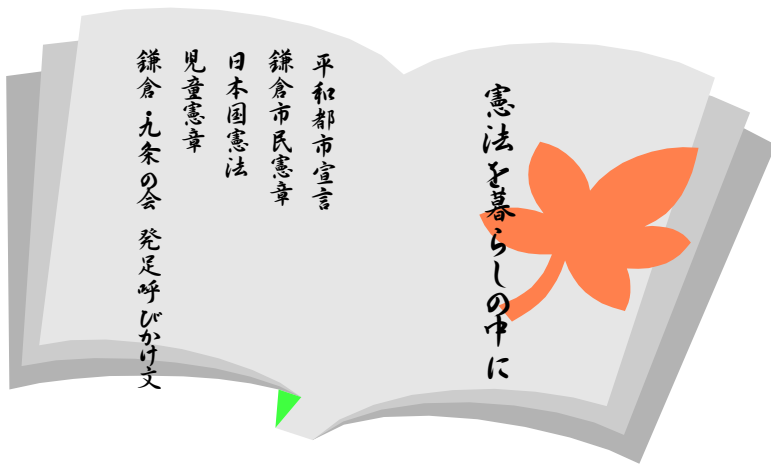 憲法を暮らしの中に
平和都市宣言
鎌倉市民憲章
日本国憲法
児童憲章
鎌倉・九条の会 発足呼びかけ文